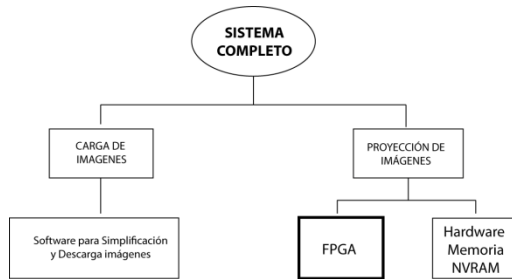 SISTEMA
COMPLETO
CARGA DE
IMAGENES
PROYECCIÓN DE
IMÁGENES
Software para Simplificación
y Descarga imágenes
FPGA
Hardware
Memoria
NVRAM